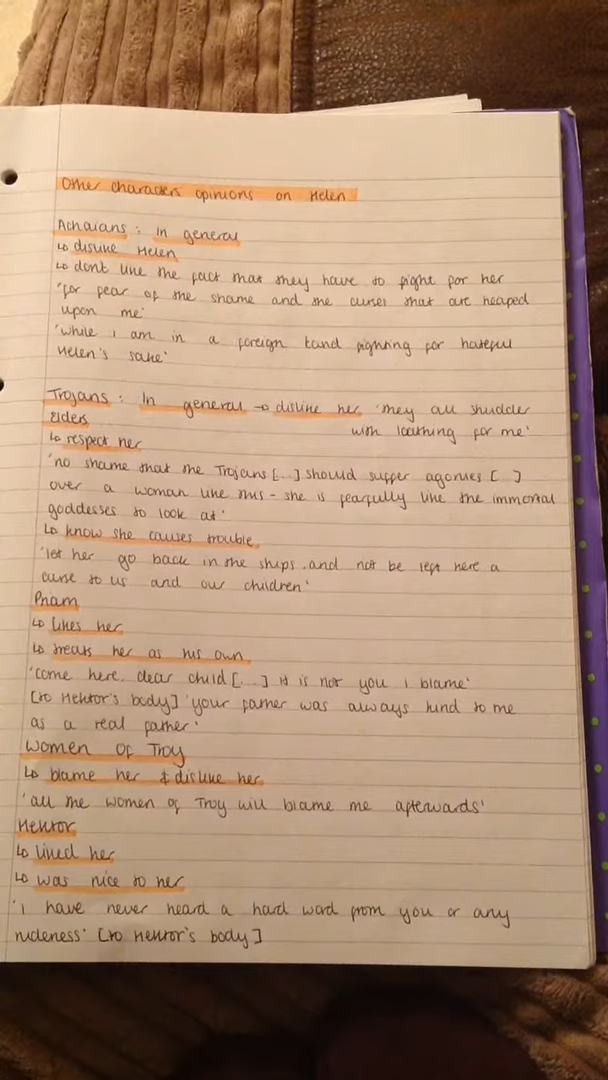 Other characters opinions on Helen
Achaians : In general
↳ dislike Helen
↳ dont like the fact that they have to fight for her
'for fear of the shame and the curses that are heaped
upon me'
'while I am in a foreign land fighting for hateful
Helen's sake'
Trojans : In general → dislike her 'they all shudder
with loathing for me'
Elders
↳ respect her
'no shame that the Trojans [...] should suffer agonies [ ]
over a woman like this - she is fearfully like the immortal
goddesses to look at'
↳ know she causes trouble
'let her go back in the ships, and not be left here a
curse to us and our children'
Priam
↳ likes her
↳ treats her as his own
'come here, dear child [...] it is not you I blame'
[to Hektor's body] 'your father was always kind to me
as a real father'
Women of Troy
↳ blame her & dislike her
'all the women of Troy will blame me afterwards'
Hektor
↳ liked her
↳ was nice to her
'I have never heard a hard word from you or any
rudeness' [to Hektor's body]